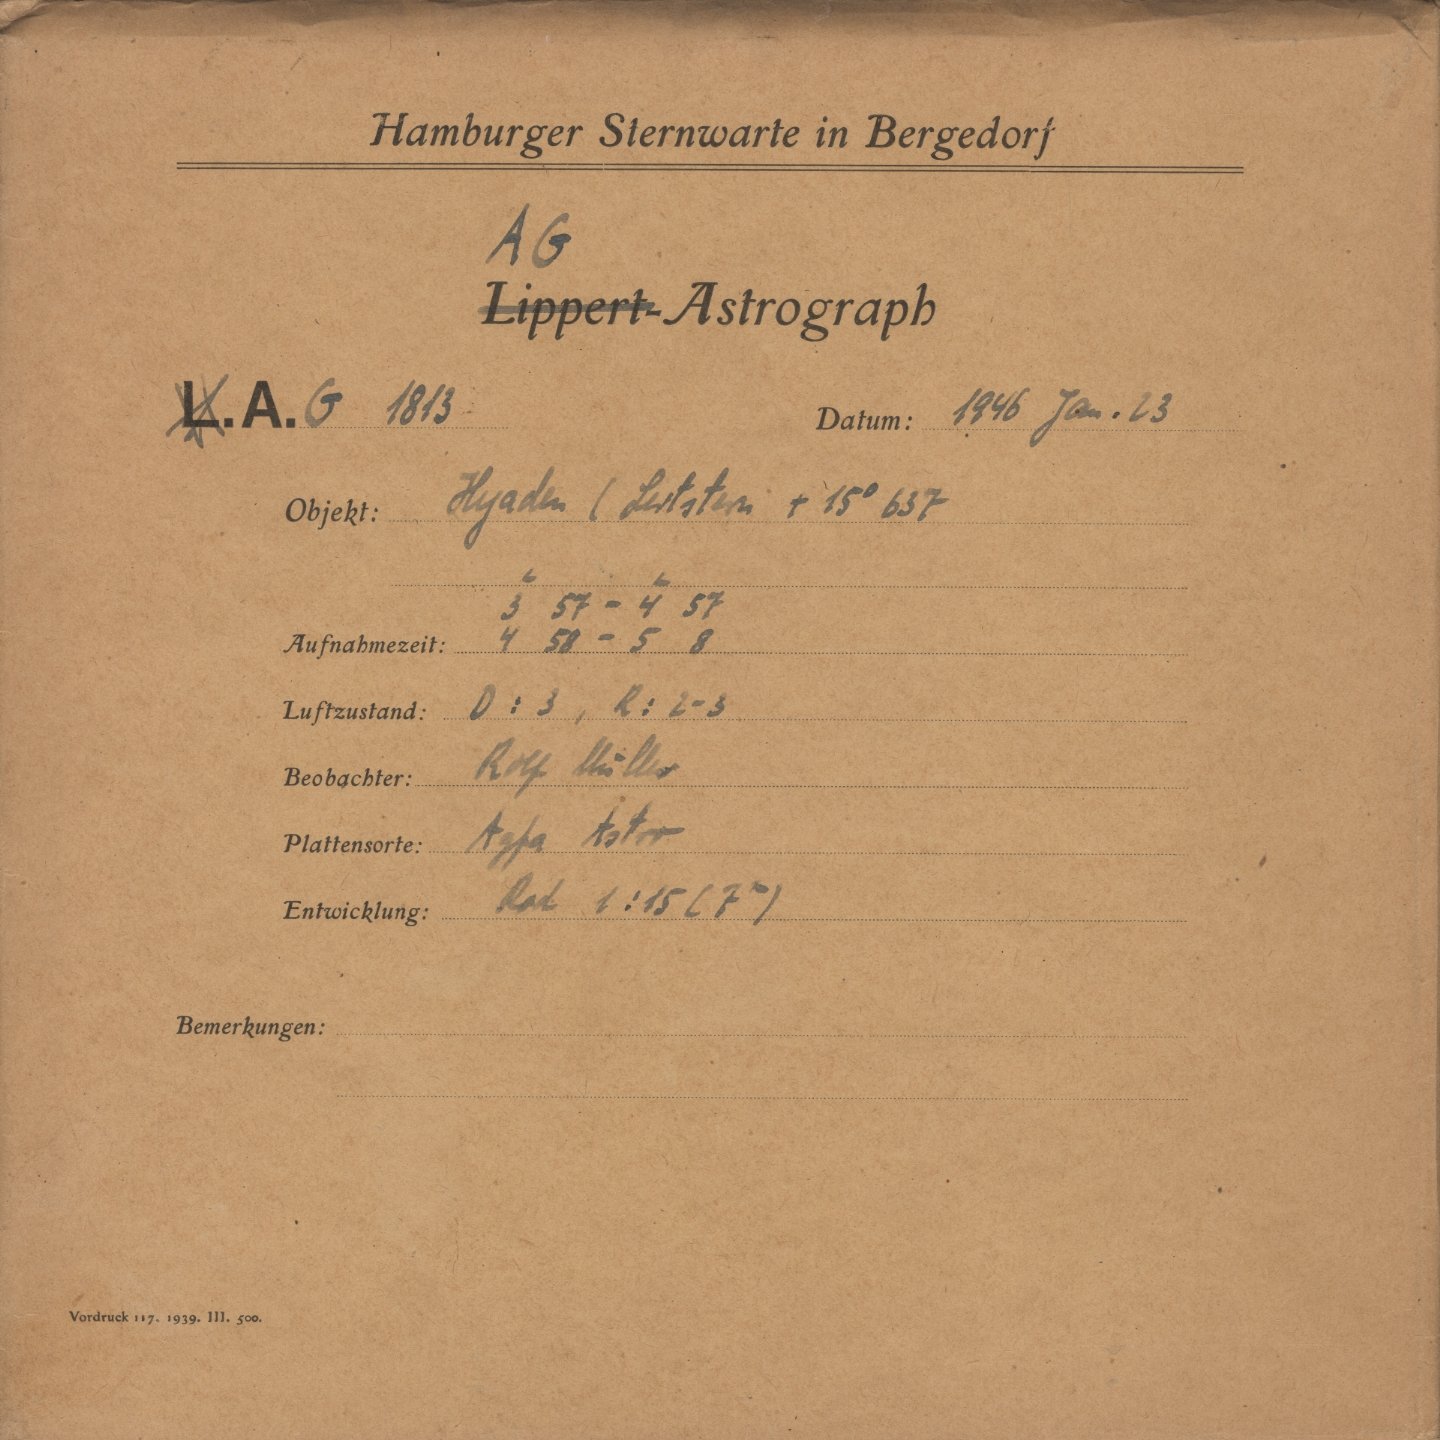 Hamburger Sternwarte in Bergedorf
AG
Lippert-Astrograph
L.A.G 1813
Datum: 1946 Jan. 23
Objekt: Hyaden ( Leitstern + 15° 637
h h
3 57 - 4 57
Aufnahmezeit: 4 58 - 5 8
Luftzustand: D : 3 , R : 2-3
Beobachter: Rolf Müller
Plattensorte: Agfa Astro
Entwicklung: Rod 1 : 15 ( 7m )
Bemerkungen:
Vordruck 117. 1939. III. 500.